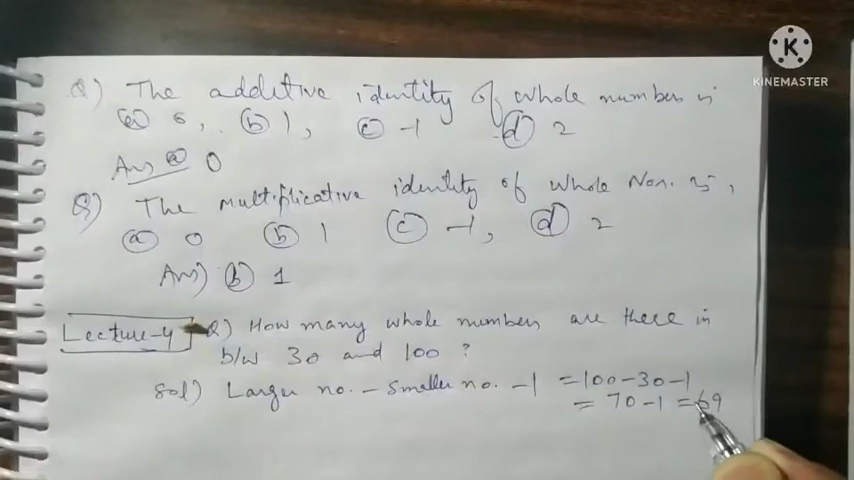 K
KINEMASTER
Q) The additive identity of whole numbers is
(a) 0, (b) 1, (c) -1 (d) 2
Ans (a) 0
Q) The multiplicative identity of whole Nos. is,
(a) 0 (b) 1 (c) -1, (d) 2
Ans) (b) 1
Lecture-4 Q) How many whole numbers are there in
b/w 30 and 100 ?
Sol) Larger no. - Smaller no. -1 = 100-30-1
= 70-1 = 69